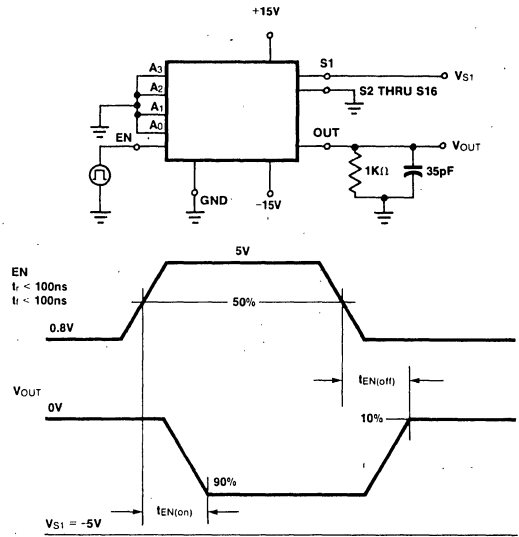 +15V
A3
A2
A1
A0
EN
S1
VS1
S2 THRU S16
OUT
VOUT
1KΩ
35pF
GND
-15V
EN
tr < 100ns
tf < 100ns
5V
50%
0.8V
tEN(off)
VOUT
0V
10%
90%
tEN(on)
VS1 = -5V